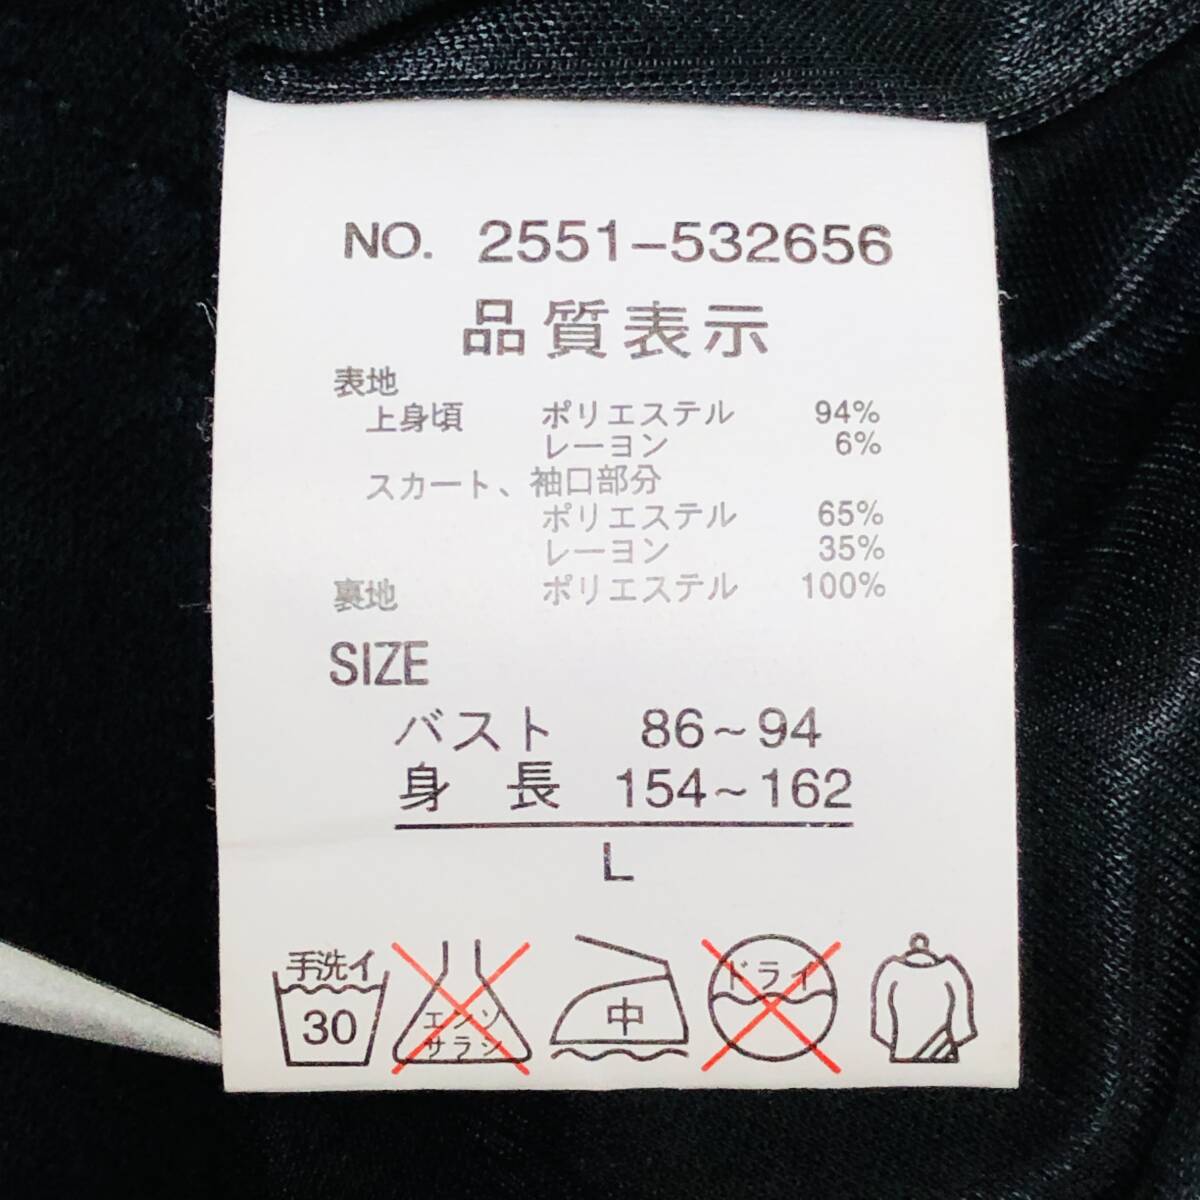 NO. 2551-532656
品質表示
表地
上身頃 ポリエステル 94%
レーヨン 6%
スカート、袖口部分
ポリエステル 65%
レーヨン 35%
裏地 ポリエステル 100%
SIZE
バスト 86~94
身長 154~162
L
手洗イ
30
エンソ
サラシ
中
ドライ